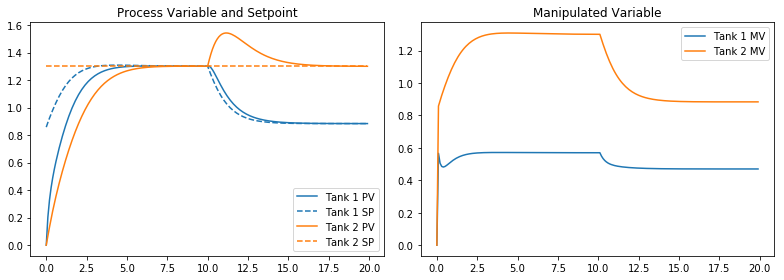 Process Variable and Setpoint
1.6
1.4
1.2
1.0
0.8
0.6
0.4
0.2
0.0
0.0 2.5 5.0 7.5 10.0 12.5 15.0 17.5 20.0
Tank 1 PV
Tank 1 SP
Tank 2 PV
Tank 2 SP
Manipulated Variable
1.2
1.0
0.8
0.6
0.4
0.2
0.0
0.0 2.5 5.0 7.5 10.0 12.5 15.0 17.5 20.0
Tank 1 MV
Tank 2 MV